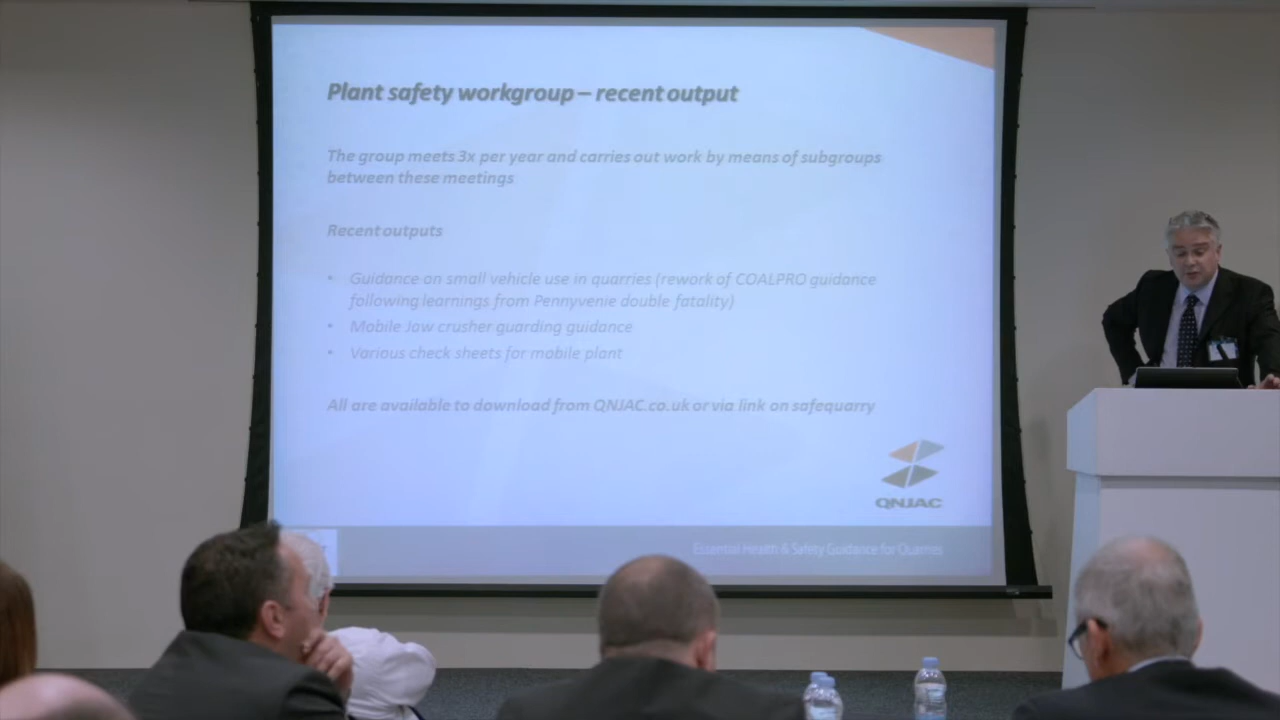 Plant safety workgroup – recent output
The group meets 3x per year and carries out work by means of subgroups
between these meetings
Recent outputs
• Guidance on small vehicle use in quarries (rework of COALPRO guidance
following learnings from Pennyvenie double fatality)
• Mobile Jaw crusher guarding guidance
• Various check sheets for mobile plant
All are available to download from QNJAC.co.uk or via link on safequarry
QNJAC
Essential Health & Safety Guidance for Quarries